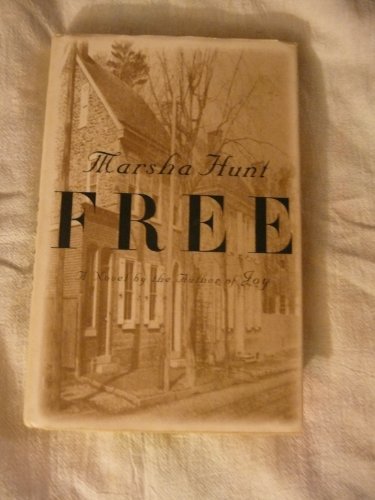 Marsha Hunt
FREE
A Novel by the Author of Joy